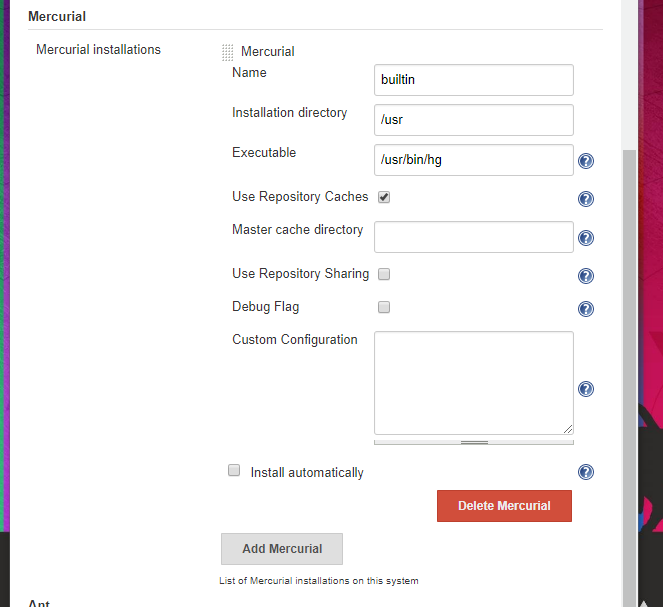 Mercurial
Mercurial installations
Mercurial
Name
builtin
Installation directory
/usr
Executable
/usr/bin/hg
Use Repository Caches
Master cache directory
Use Repository Sharing
Debug Flag
Custom Configuration
Install automatically
Delete Mercurial
Add Mercurial
List of Mercurial installations on this system
Ant